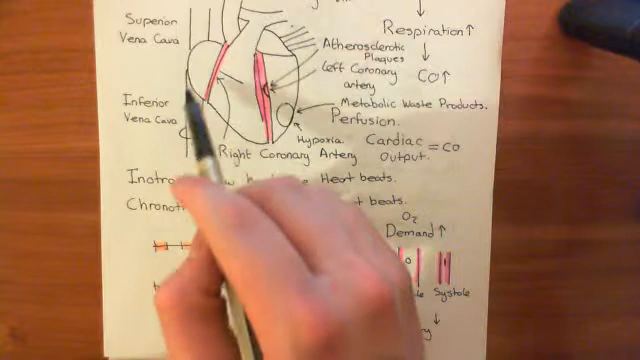 Superior
Vena Cava
Respiration↑
Atherosclerotic
Plaques
Left Coronary
artery
CO↑
Inferior
Vena Cava
Metabolic Waste Products.
Perfusion.
Hypoxia.
Right Coronary Artery
Cardiac
Output. = CO
Heart beats.
beats.
O₂
Demand↑
Systole